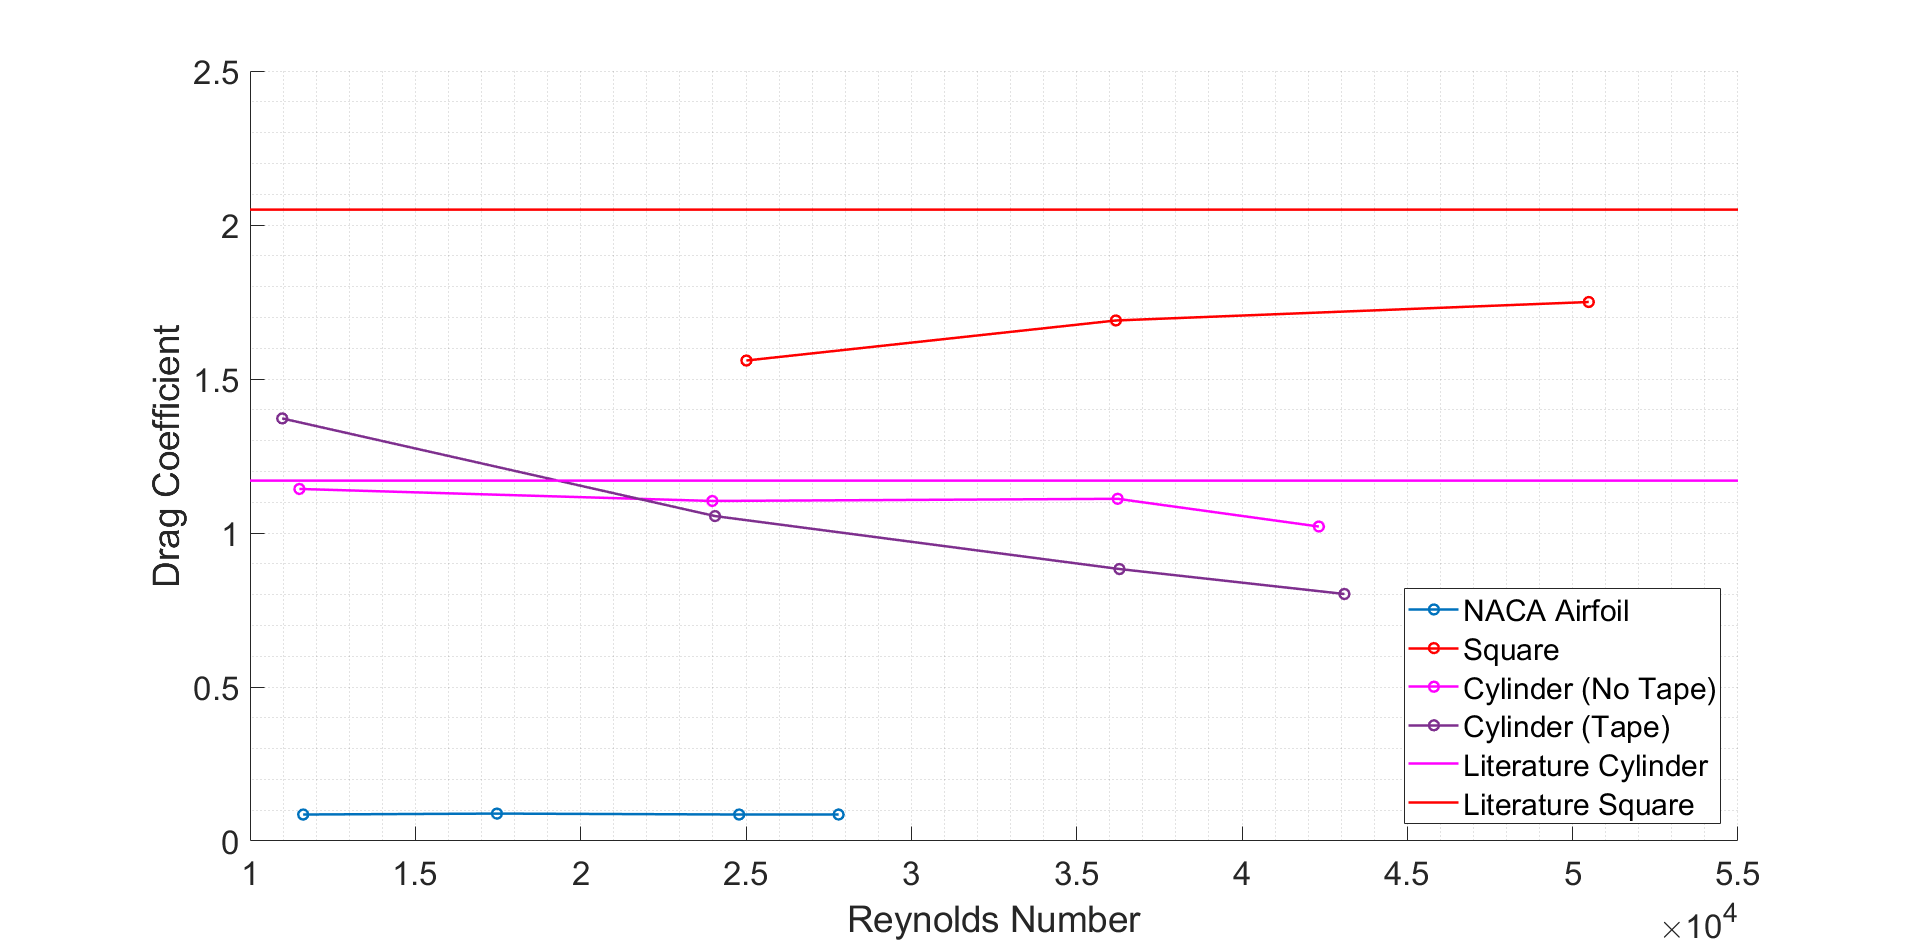 2.5
2
1.5
1
0.5
0
Drag Coefficient
NACA Airfoil
Square
Cylinder (No Tape)
Cylinder (Tape)
Literature Cylinder
Literature Square
1 1.5 2 2.5 3 3.5 4 4.5 5 5.5
Reynolds Number
×10⁴